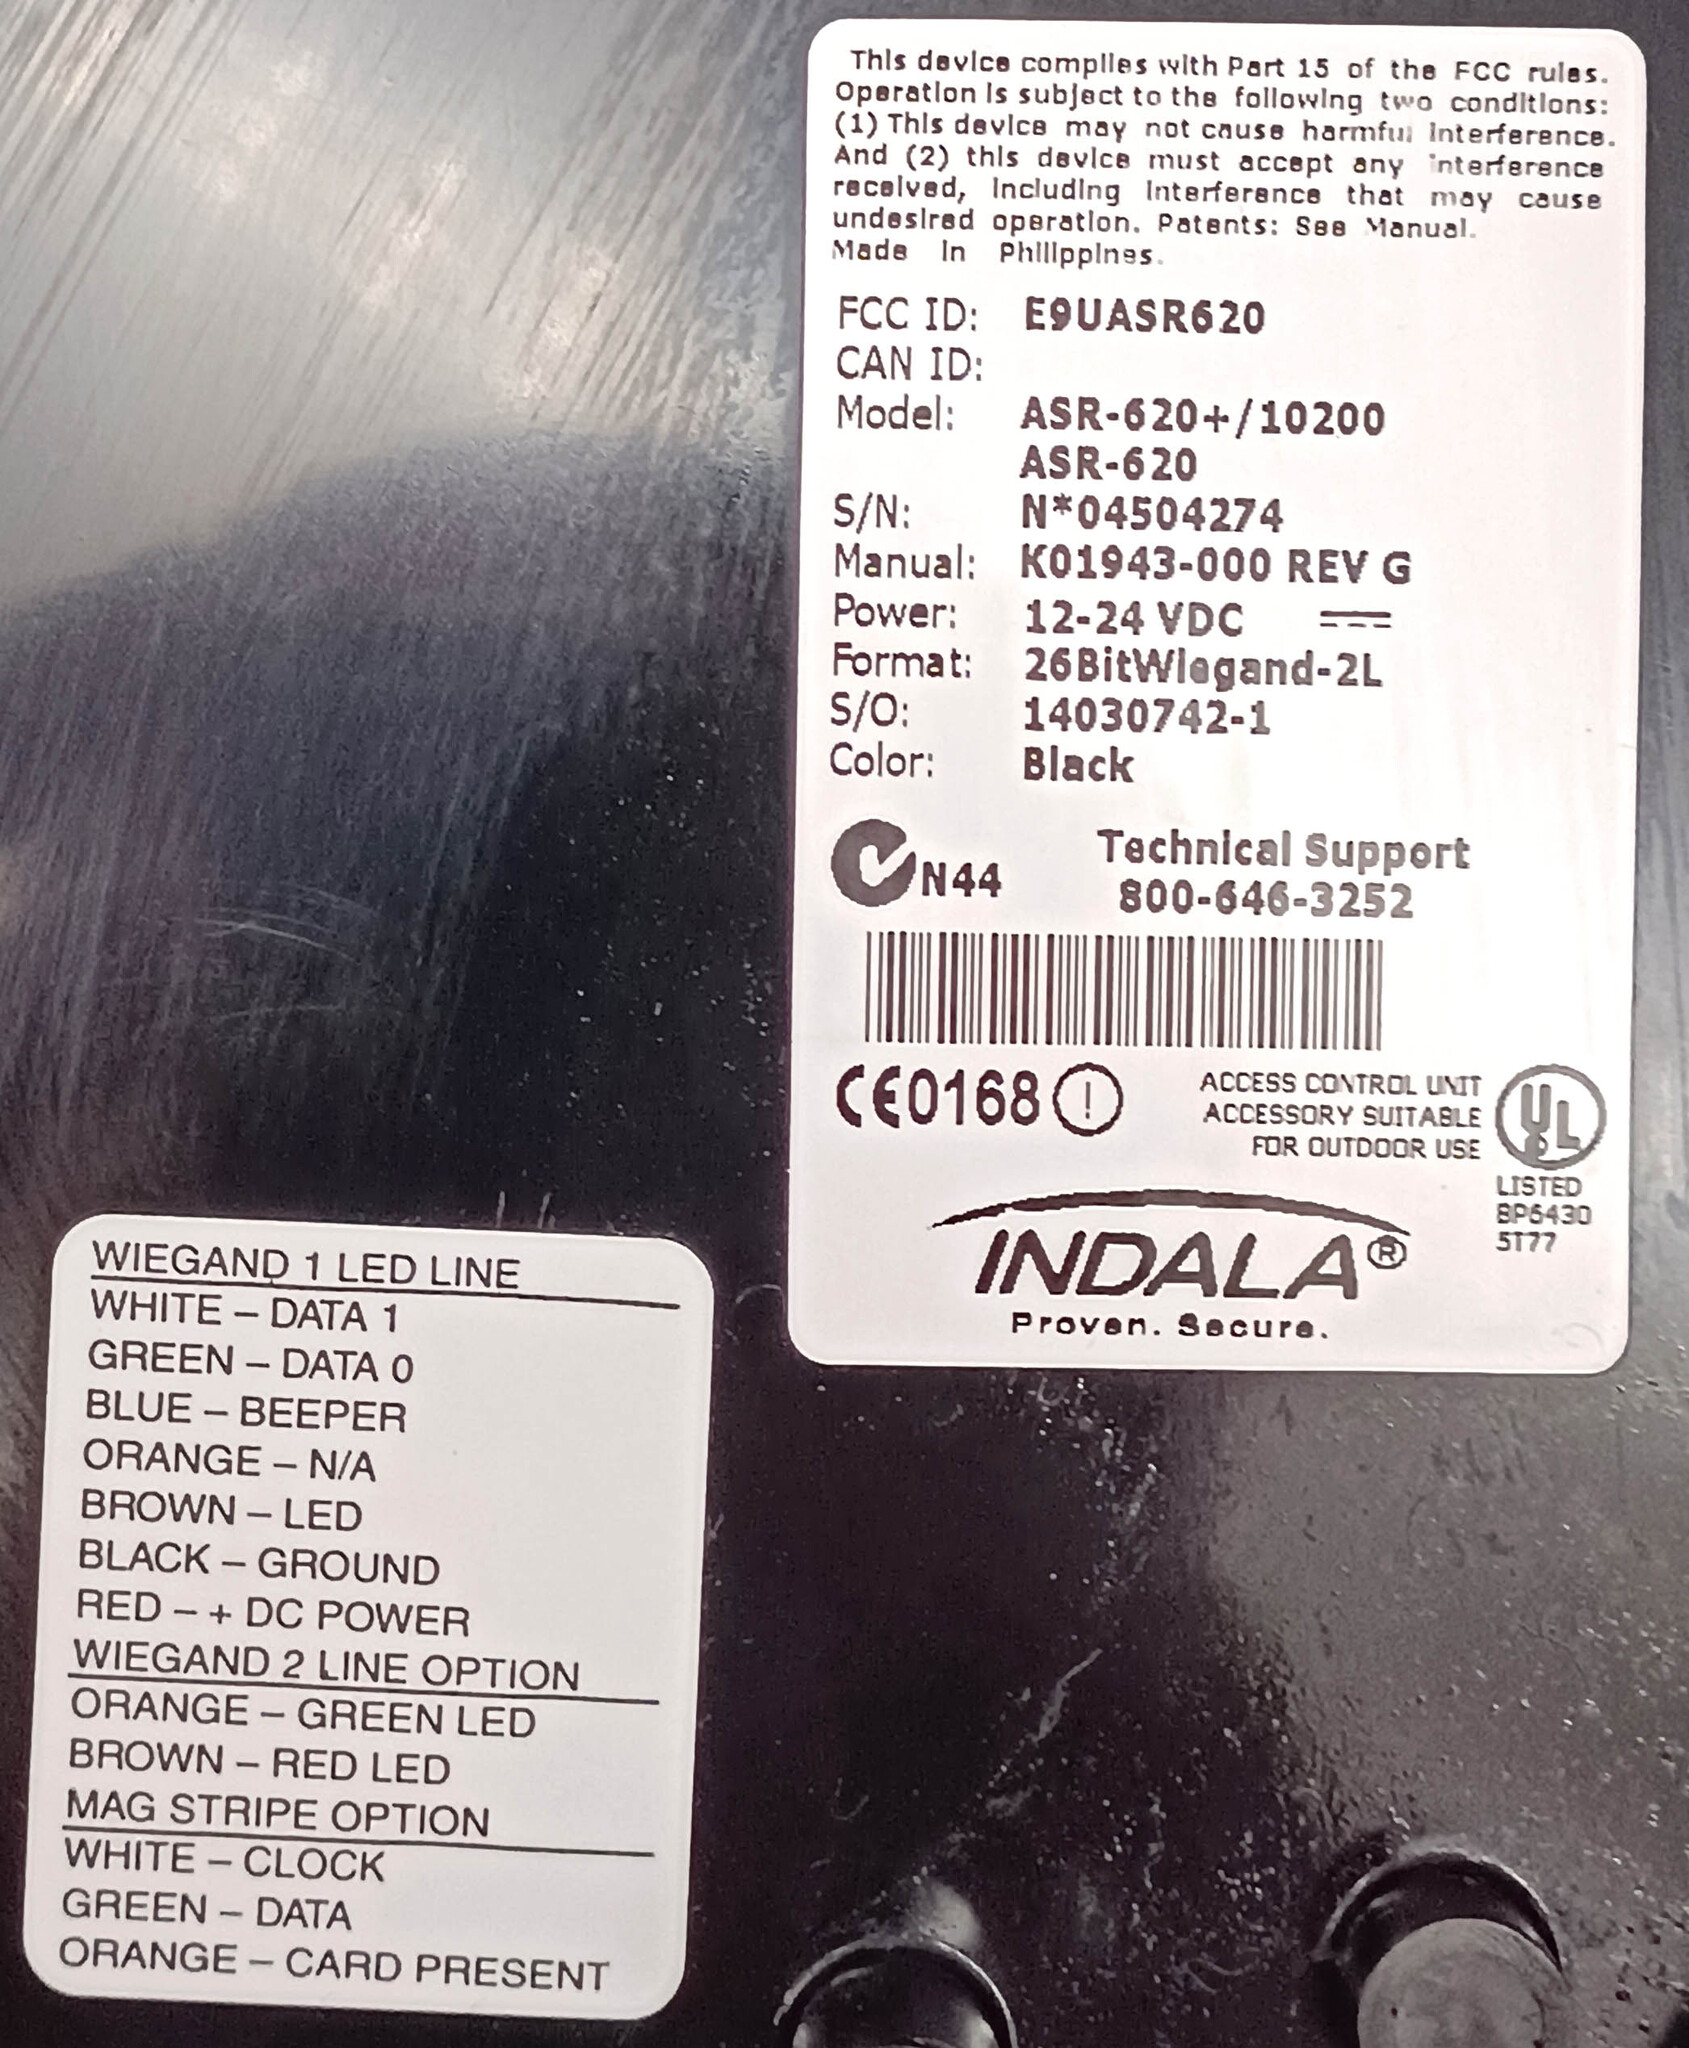 This device complies with Part 15 of the FCC rules.
Operation is subject to the following two conditions:
(1) This device may not cause harmful interference.
And (2) this device must accept any interference
received, including interference that may cause
undesired operation. Patents: See Manual.
Made in Philippines.
FCC ID: E9UASR620
CAN ID:
Model: ASR-620+/10200
ASR-620
S/N: N*04504274
Manual: K01943-000 REV G
Power: 12-24 VDC
Format: 26BitWiegand-2L
S/O: 14030742-1
Color: Black
N44
Technical Support
800-646-3252
CE0168
ACCESS CONTROL UNIT
ACCESSORY SUITABLE
FOR OUTDOOR USE
UL
LISTED
BP6430
5T77
INDALA®
Proven. Secure.
WIEGAND 1 LED LINE
WHITE – DATA 1
GREEN – DATA 0
BLUE – BEEPER
ORANGE – N/A
BROWN – LED
BLACK – GROUND
RED – + DC POWER
WIEGAND 2 LINE OPTION
ORANGE – GREEN LED
BROWN – RED LED
MAG STRIPE OPTION
WHITE – CLOCK
GREEN – DATA
ORANGE – CARD PRESENT